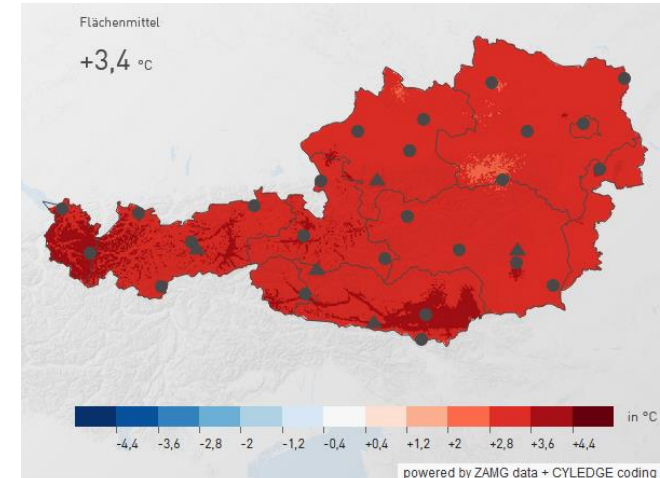 Flächenmittel
+3,4 °C
in °C
-4,4 -3,6 -2,8 -2 -1,2 -0,4 +0,4 +1,2 +2 +2,8 +3,6 +4,4
powered by ZAMG data + CYLEDGE coding